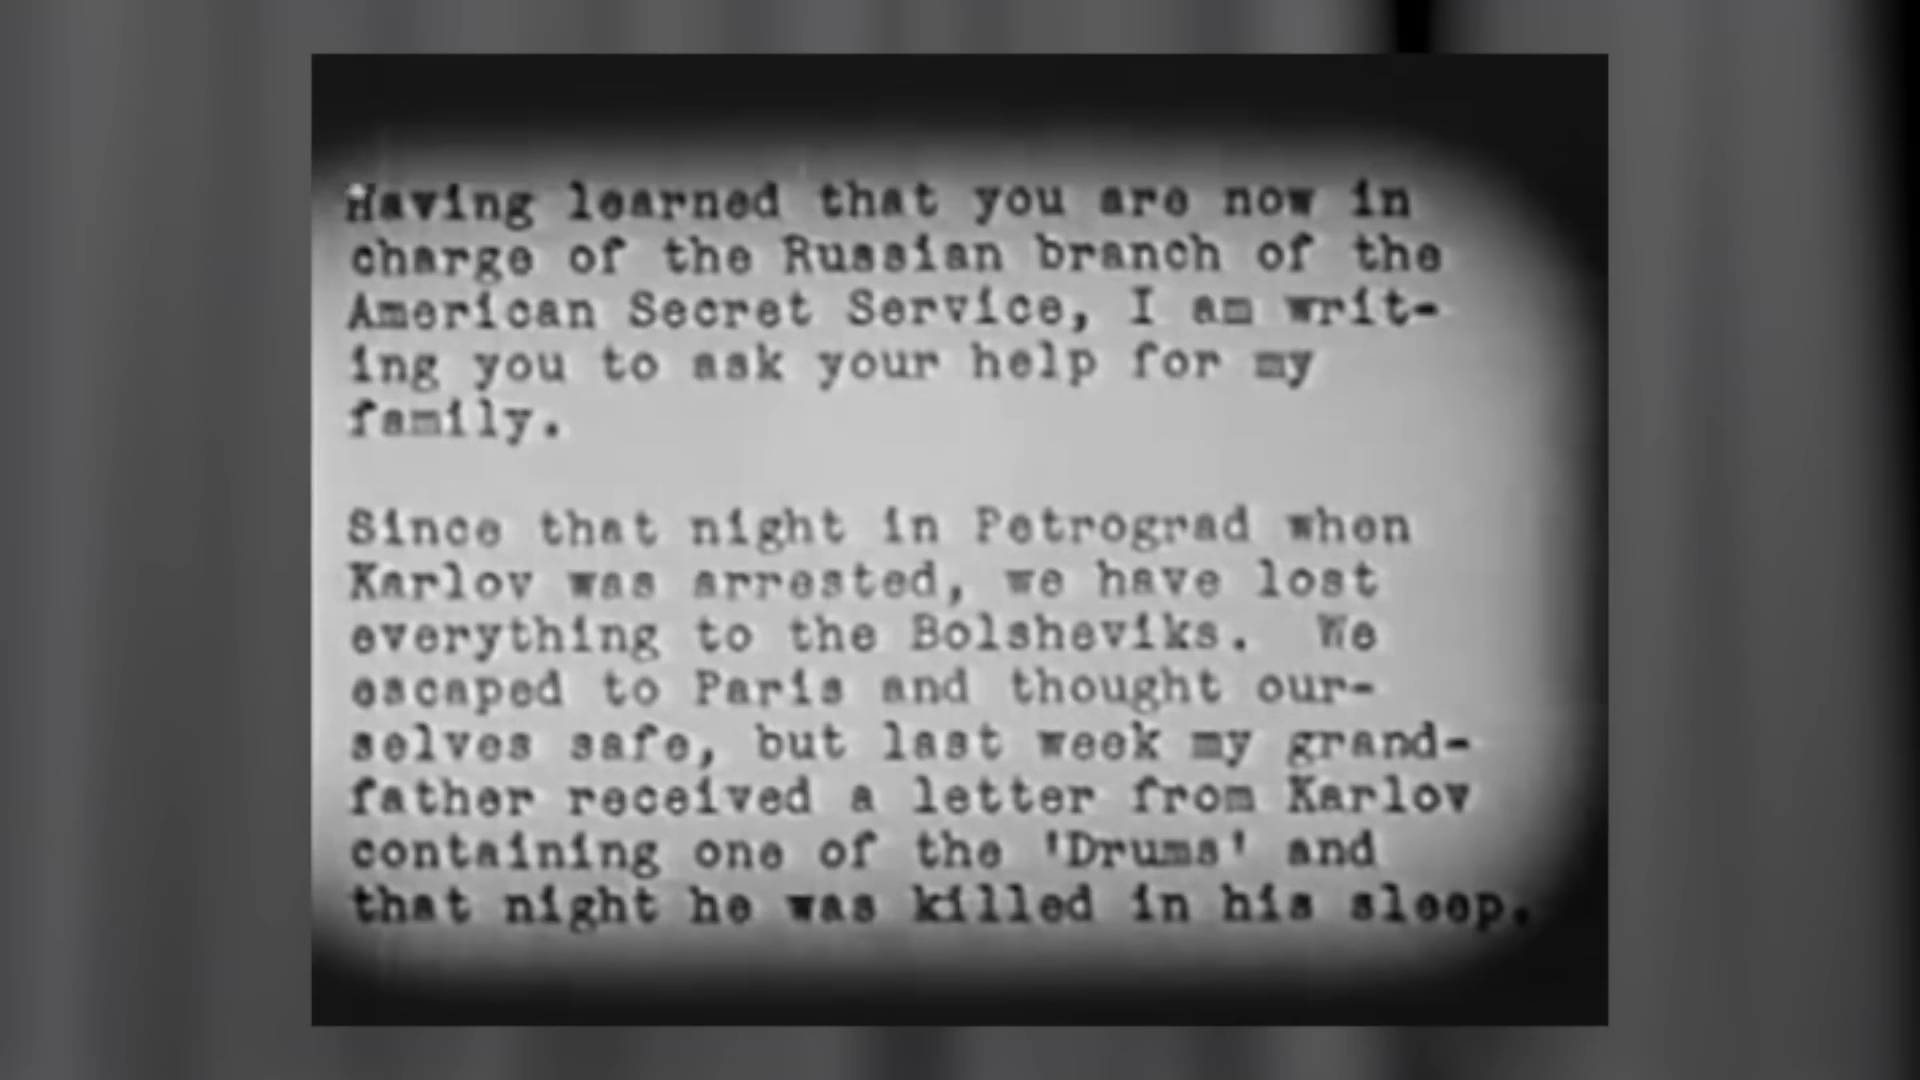 Having learned that you are now in
charge of the Russian branch of the
American Secret Service, I am writ-
ing you to ask your help for my
family.
Since that night in Petrograd when
Karlov was arrested, we have lost
everything to the Bolsheviks. We
escaped to Paris and thought our-
selves safe, but last week my grand-
father received a letter from Karlov
containing one of the 'Drums' and
that night he was killed in his sleep.